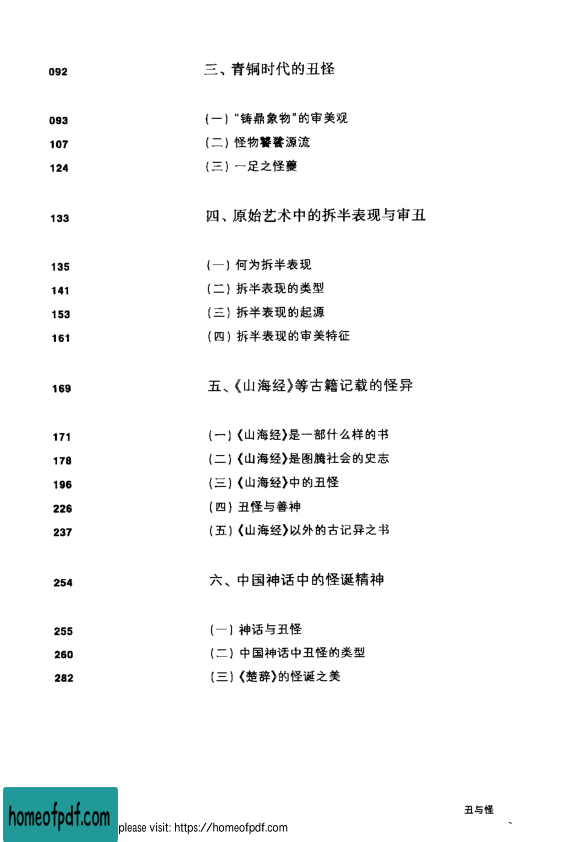 092 三、青铜时代的丑怪
093 (一)“铸鼎象物”的审美观
107 (二)怪物饕餮源流
124 (三)一足之怪夔
133 四、原始艺术中的拆半表现与审丑
135 (一)何为拆半表现
141 (二)拆半表现的类型
153 (三)拆半表现的起源
161 (四)拆半表现的审美特征
169 五、《山海经》等古籍记载的怪异
171 (一)《山海经》是一部什么样的书
178 (二)《山海经》是图腾社会的史志
196 (三)《山海经》中的丑怪
226 (四)丑怪与善神
237 (五)《山海经》以外的古记异之书
254 六、中国神话中的怪诞精神
255 (一)神话与丑怪
260 (二)中国神话中丑怪的类型
282 (三)《楚辞》的怪诞之美
丑与怪
homeofpdf.com please visit: https://homeofpdf.com